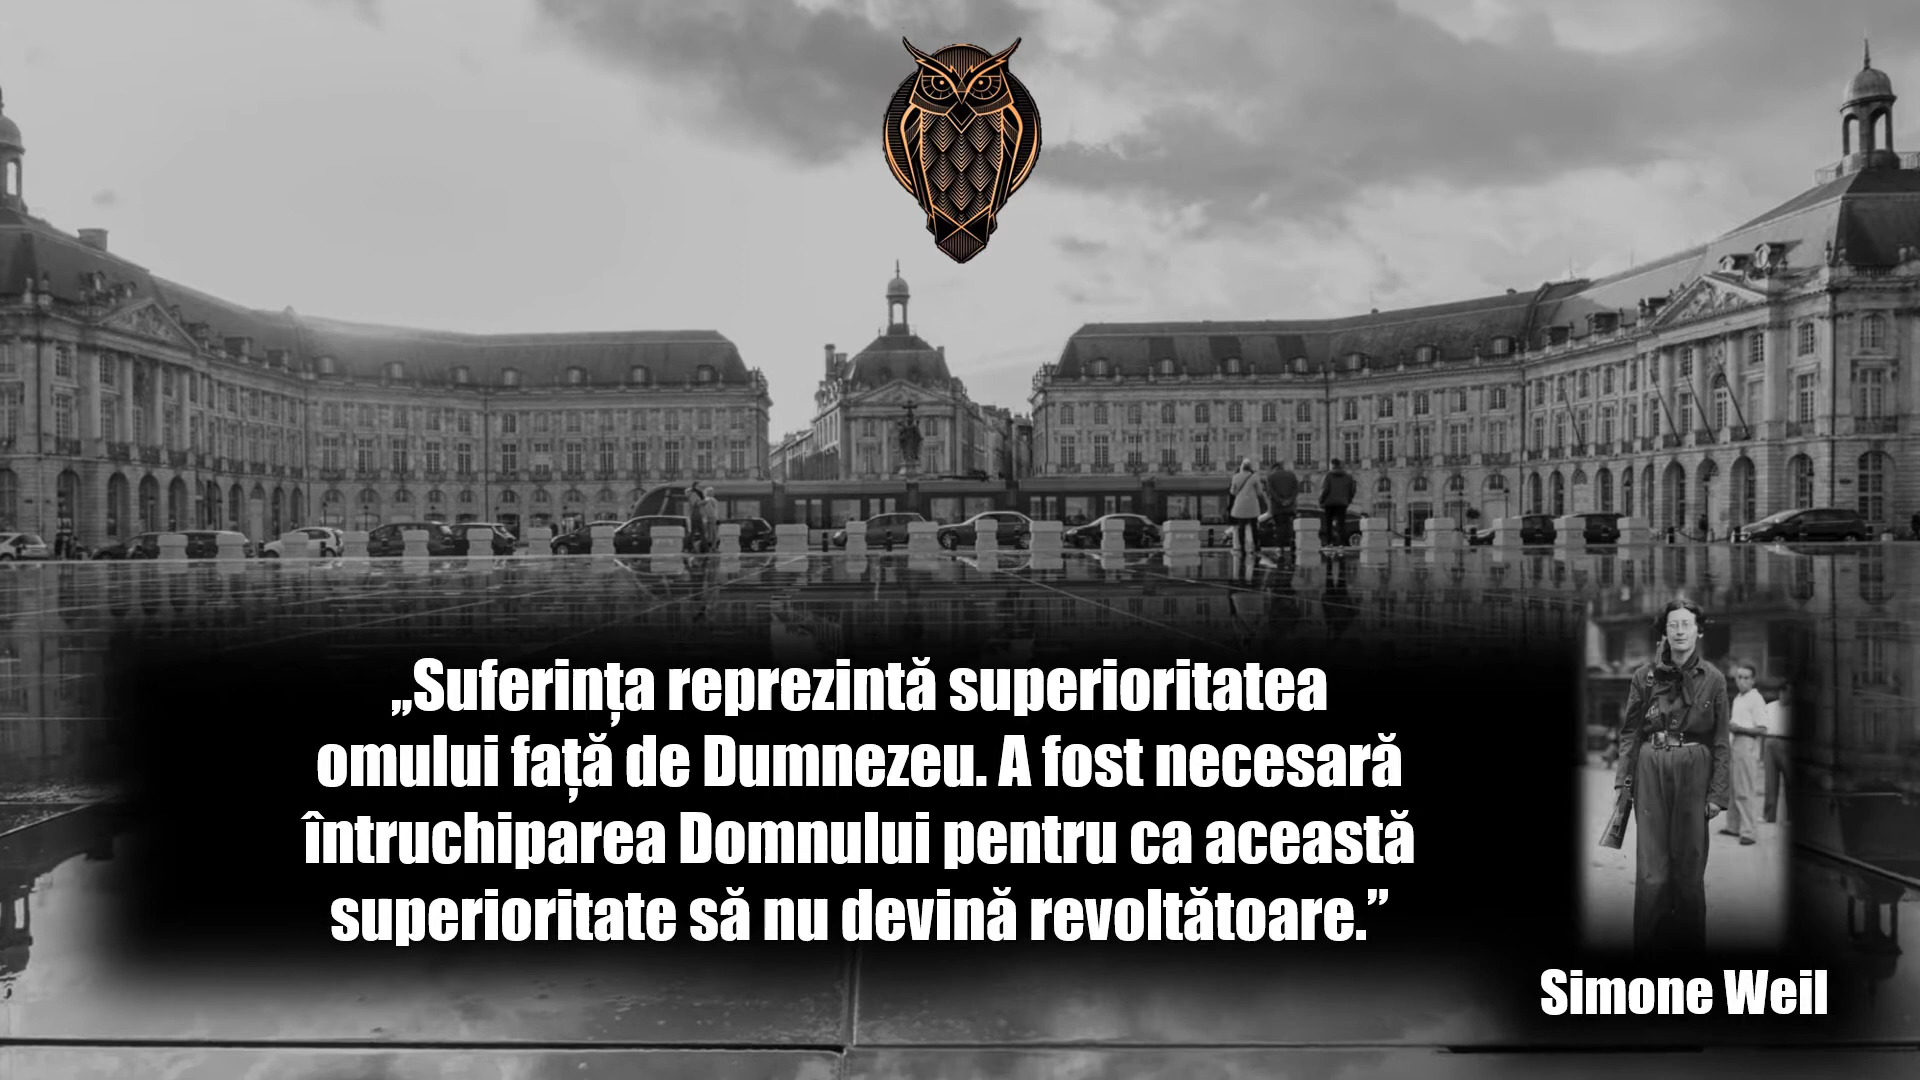 „Suferința reprezintă superioritatea
omului față de Dumnezeu. A fost necesară
întruchiparea Domnului pentru ca această
superioritate să nu devină revoltătoare.”
Simone Weil